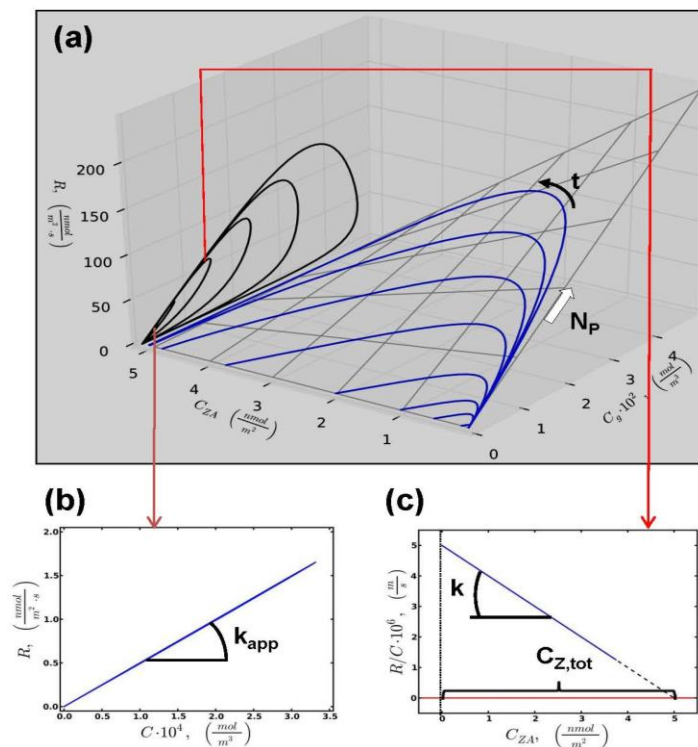 (a)
R, (nmol / m²·s)
200
150
100
50
0
5
4
3
2
1
C_ZA (nmol / m²)
0
1
2
3
4
C_g·10², (mol / m³)
t
N_P
(b)
R, (nmol / m²·s)
2.0
1.5
1.0
0.5
0.0
0.0 0.5 1.0 1.5 2.0 2.5 3.0 3.5
C·10⁴, (mol / m³)
k_app
(c)
R/C·10⁶, (m / s)
5
4
3
2
1
0
0 1 2 3 4 5
C_ZA, (nmol / m²)
k
C_Z,tot